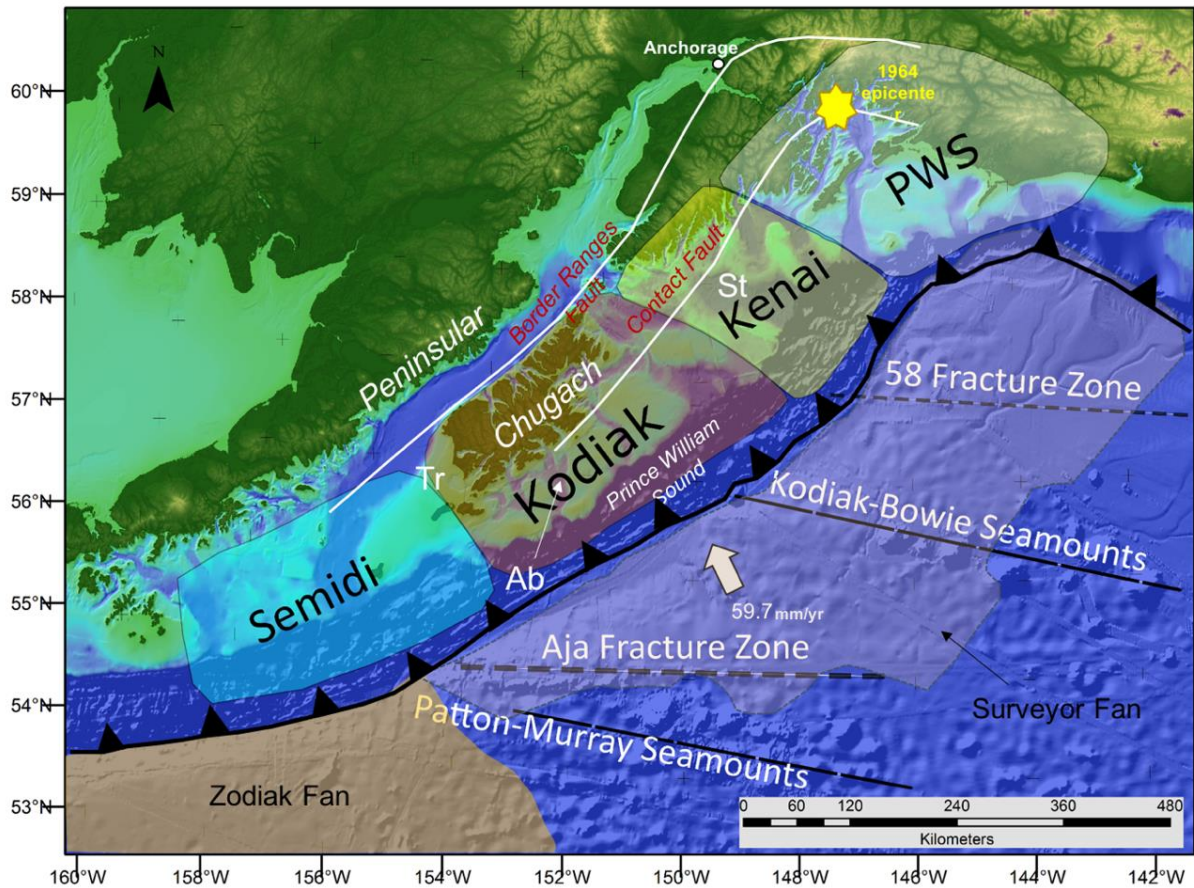 N
Anchorage
1964
epicente
r
60°N
59°N
58°N
57°N
56°N
55°N
54°N
53°N
PWS
Border Ranges
Fault
Contact Fault
St
Kenai
Peninsular
Chugach
Kodiak
Prince William
Sound
Tr
Ab
Semidi
58 Fracture Zone
Kodiak-Bowie Seamounts
59.7 mm/yr
Aja Fracture Zone
Surveyor Fan
Patton-Murray Seamounts
Zodiak Fan
0 60 120 240 360 480
Kilometers
160°W 158°W 156°W 154°W 152°W 150°W 148°W 146°W 144°W 142°W